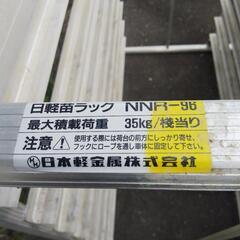 日軽苗ラック NNR-96
最大積載荷重 35kg/棧当り
注意 使用する際には荷台の前方にしっかり寄せ、
フックにロープを通し車体に固定して下さい。
日本軽金属株式会社